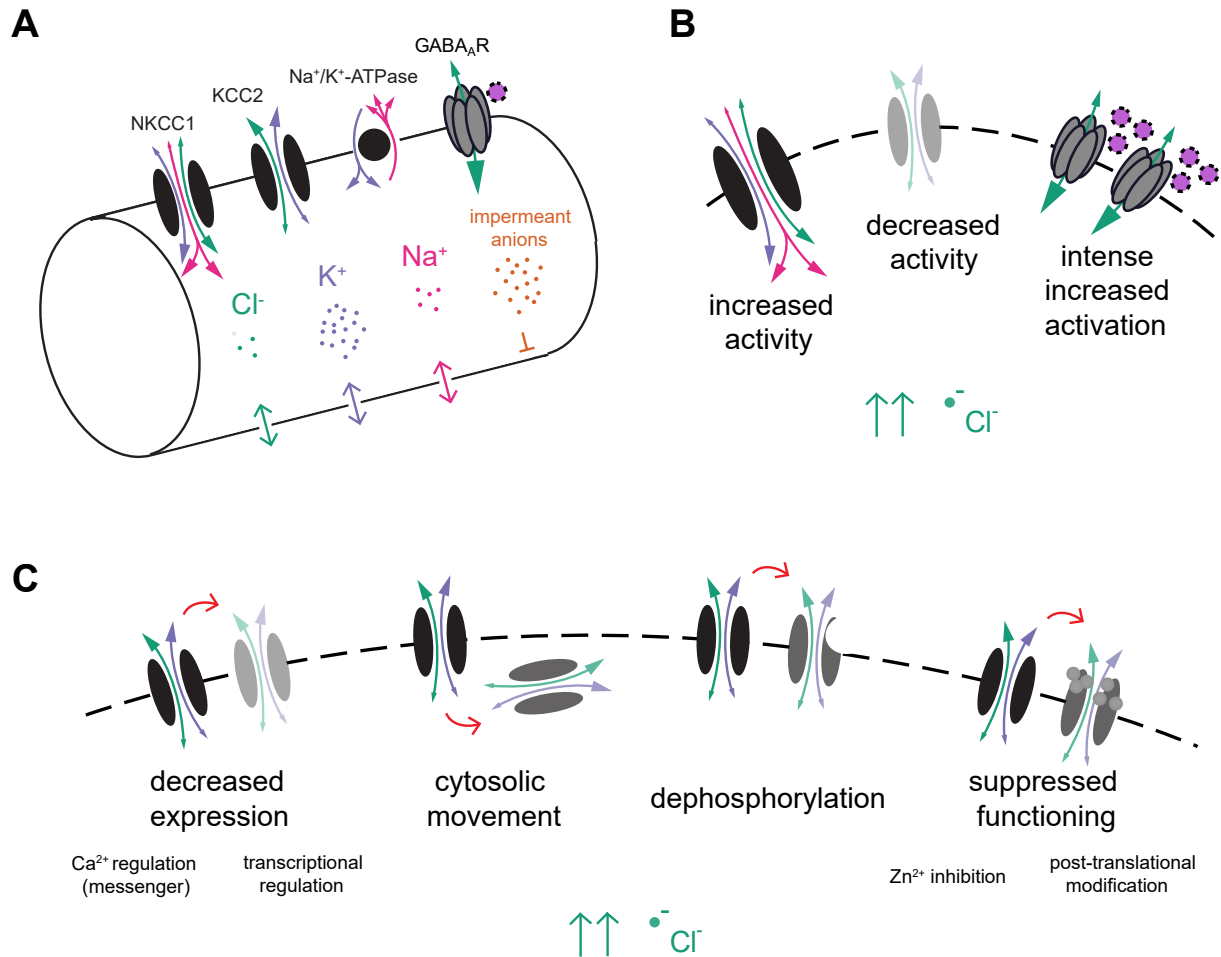 A
GABA_AR
Na⁺/K⁺-ATPase
KCC2
NKCC1
impermeant
anions
Na⁺
K⁺
Cl⁻
B
decreased
activity
intense
increased
activation
increased
activity
Cl⁻
C
decreased
expression
cytosolic
movement
dephosphorylation
suppressed
functioning
Ca²⁺ regulation
(messenger)
transcriptional
regulation
Zn²⁺ inhibition
post-translational
modification
Cl⁻